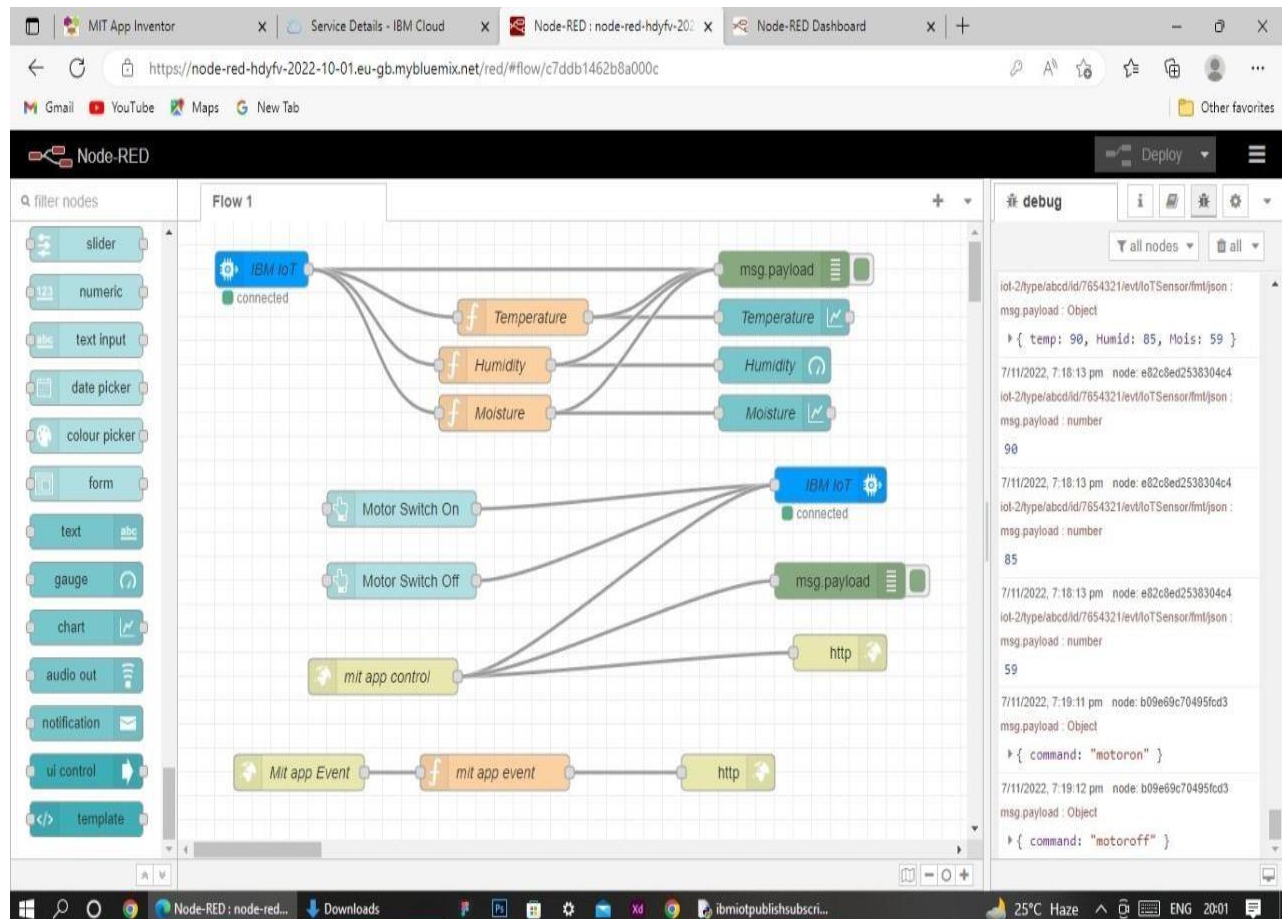 MIT App Inventor
Service Details - IBM Cloud
Node-RED : node-red-hdyfv-202
Node-RED Dashboard
https://node-red-hdyfv-2022-10-01.eu-gb.mybluemix.net/red/#flow/c7ddb1462b8a000c
Gmail YouTube Maps New Tab Other favorites
Node-RED Deploy
filter nodes
slider
numeric
text input
date picker
colour picker
form
text
gauge
chart
audio out
notification
ui control
template
Flow 1
IBM IoT
connected
msg.payload
Temperature
Temperature
Humidity
Humidity
Moisture
Moisture
Motor Switch On
IBM IoT
connected
Motor Switch Off
msg.payload
mit app control
http
Mit app Event
mit app event
http
debug
all nodes all
iot-2/type/abcd/id/7654321/evt/IoTSensor/fmt/json :
msg.payload : Object
{ temp: 90, Humid: 85, Mois: 59 }
7/11/2022, 7:18:13 pm node: e82c8ed2538304c4
iot-2/type/abcd/id/7654321/evt/IoTSensor/fmt/json :
msg.payload : number
90
7/11/2022, 7:18:13 pm node: e82c8ed2538304c4
iot-2/type/abcd/id/7654321/evt/IoTSensor/fmt/json :
msg.payload : number
85
7/11/2022, 7:18:13 pm node: e82c8ed2538304c4
iot-2/type/abcd/id/7654321/evt/IoTSensor/fmt/json :
msg.payload : number
59
7/11/2022, 7:19:11 pm node: b09e69c70495fcd3
msg.payload : Object
{ command: "motoron" }
7/11/2022, 7:19:12 pm node: b09e69c70495fcd3
msg.payload : Object
{ command: "motoroff" }
Node-RED : node-red... Downloads ibmiotpublishsubscri... 25°C Haze ENG 20:01